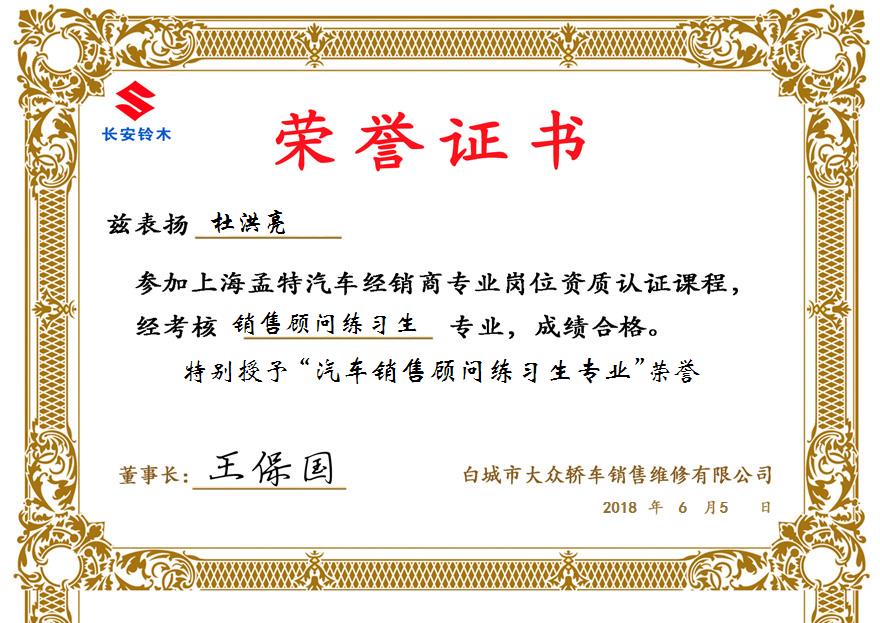 长安铃木
荣誉证书
兹表扬 杜洪亮
参加上海孟特汽车经销商专业岗位资质认证课程，
经考核 销售顾问练习生 专业，成绩合格。
特别授予“汽车销售顾问练习生专业”荣誉
董事长：王保国
白城市大众轿车销售维修有限公司
2018 年 6 月5 日